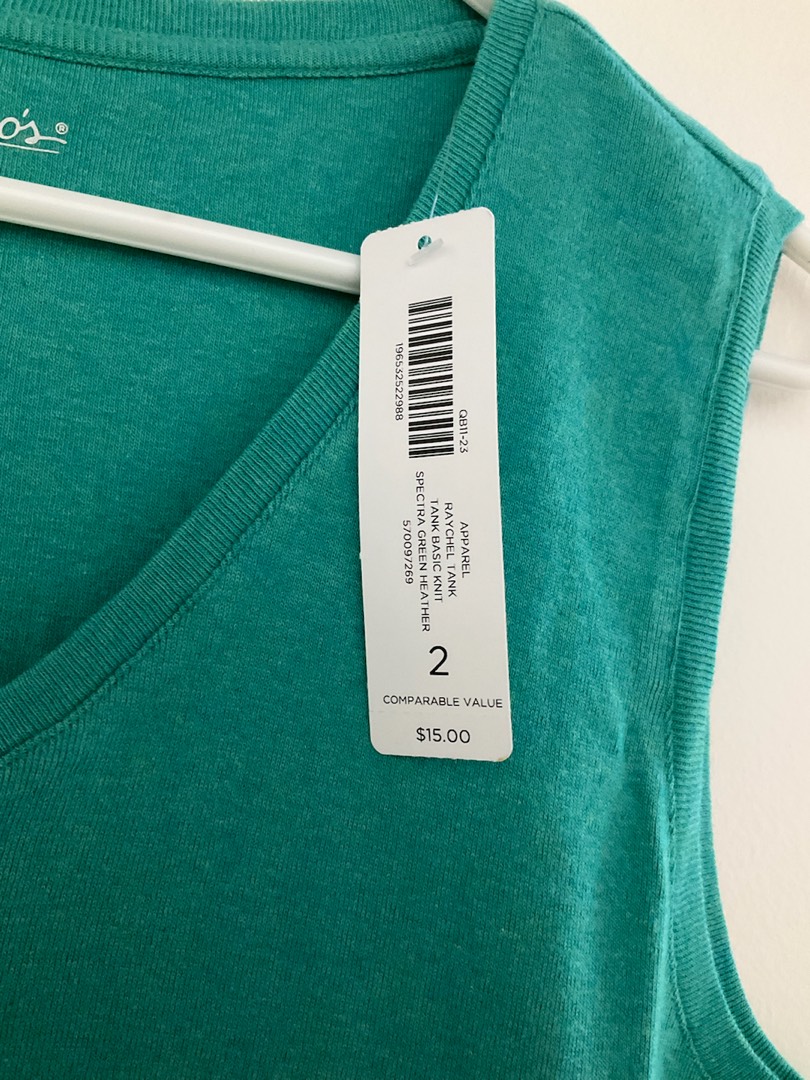 o's®
196532522988
QB11-23
APPAREL
RAYCHEL TANK
TANK BASIC KNIT
SPECTRA GREEN HEATHER
570097269
2
COMPARABLE VALUE
$15.00